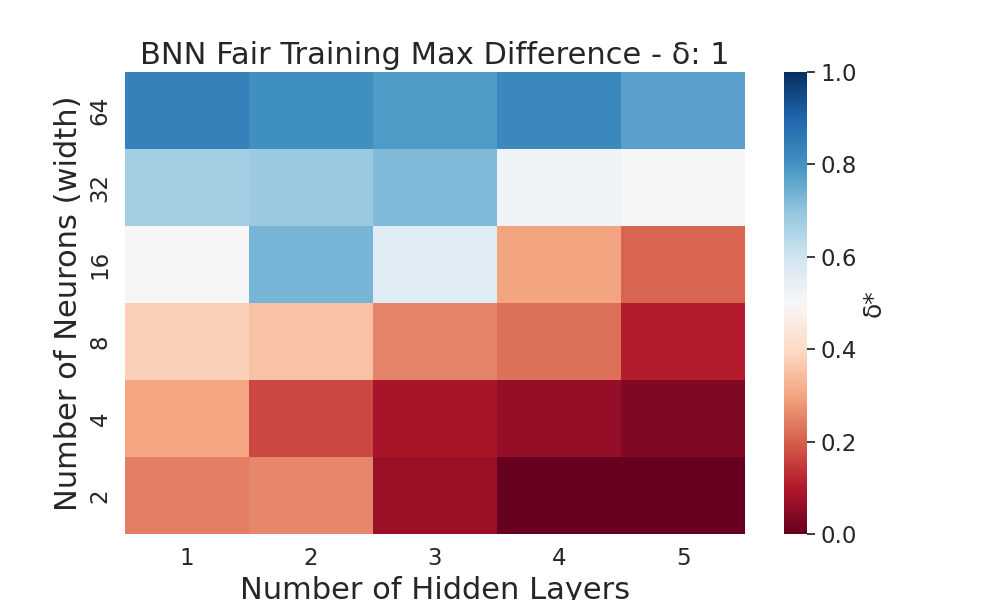 BNN Fair Training Max Difference - δ: 1
Number of Neurons (width)
64
32
16
8
4
2
1 2 3 4 5
Number of Hidden Layers
1.0
0.8
0.6
0.4
0.2
0.0
δ*